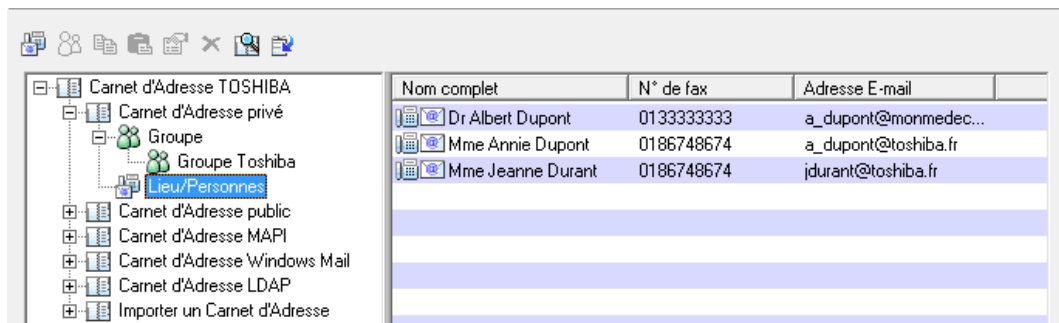 Carnet d'Adresse TOSHIBA
Carnet d'Adresse privé
Groupe
Groupe Toshiba
Lieu/Personnes
Carnet d'Adresse public
Carnet d'Adresse MAPI
Carnet d'Adresse Windows Mail
Carnet d'Adresse LDAP
Importer un Carnet d'Adresse
Nom complet N° de fax Adresse E-mail
Dr Albert Dupont 0133333333 a_dupont@monmedec...
Mme Annie Dupont 0186748674 a_dupont@toshiba.fr
Mme Jeanne Durant 0186748674 jdurant@toshiba.fr